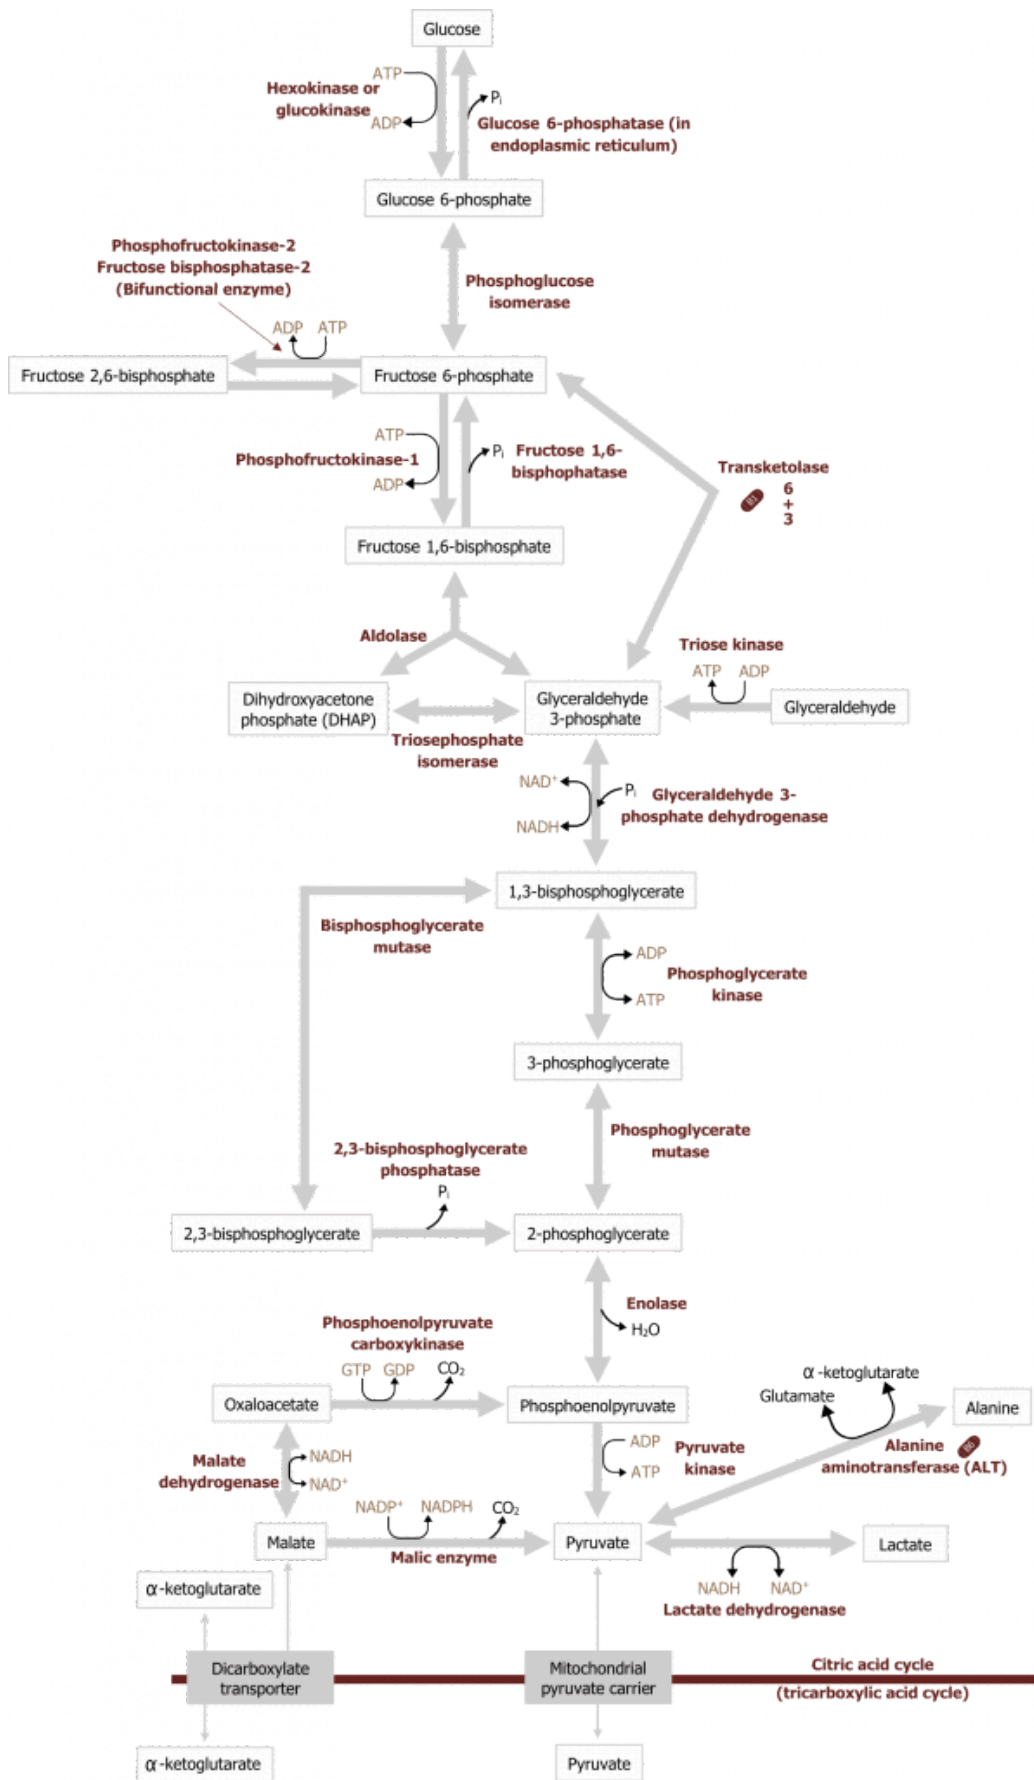 Glucose
ATP
Hexokinase or
glucokinase
ADP
Pi
Glucose 6-phosphatase (in
endoplasmic reticulum)
Glucose 6-phosphate
Phosphofructokinase-2
Fructose bisphosphatase-2
(Bifunctional enzyme)
Phosphoglucose
isomerase
ADP ATP
Fructose 2,6-bisphosphate
Fructose 6-phosphate
ATP
Phosphofructokinase-1
ADP
Pi
Fructose 1,6-
bisphophatase
Transketolase
B1
6
+
3
Fructose 1,6-bisphosphate
Aldolase
Triose kinase
ATP ADP
Dihydroxyacetone
phosphate (DHAP)
Glyceraldehyde
3-phosphate
Glyceraldehyde
Triosephosphate
isomerase
NAD+
NADH
Pi
Glyceraldehyde 3-
phosphate dehydrogenase
1,3-bisphosphoglycerate
Bisphosphoglycerate
mutase
ADP
ATP
Phosphoglycerate
kinase
3-phosphoglycerate
Phosphoglycerate
mutase
2,3-bisphosphoglycerate
phosphatase
Pi
2,3-bisphosphoglycerate
2-phosphoglycerate
Enolase
H2O
Phosphoenolpyruvate
carboxykinase
GTP GDP CO2
Oxaloacetate
Phosphoenolpyruvate
α-ketoglutarate
Glutamate
Alanine
B6
Alanine
aminotransferase (ALT)
Malate
dehydrogenase
NADH
NAD+
ADP
ATP
Pyruvate
kinase
NADP+ NADPH CO2
Malate
Malic enzyme
Pyruvate
Lactate
NADH NAD+
Lactate dehydrogenase
α-ketoglutarate
Dicarboxylate
transporter
Mitochondrial
pyruvate carrier
Citric acid cycle
(tricarboxylic acid cycle)
α-ketoglutarate
Pyruvate